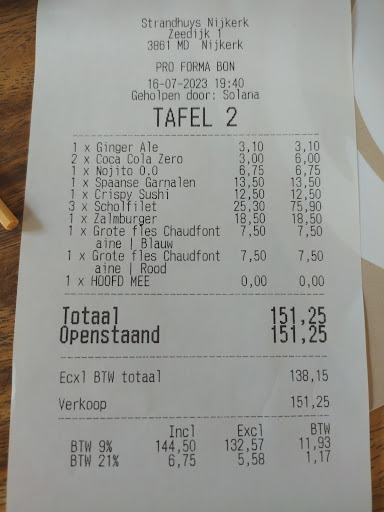 Strandhuys Nijkerk
Zeedijk 1
3861 MD Nijkerk
PRO FORMA BON
16-07-2023 19:40
Geholpen door: Solana
TAFEL 2
1 x Ginger Ale 3,10 3,10
2 x Coca Cola Zero 3,00 6,00
1 x Nojito 0.0 6,75 6,75
1 x Spaanse Garnalen 13,50 13,50
1 x Crispy Sushi 12,50 12,50
3 x Scholfilet 25,30 75,90
1 x Zalmburger 18,50 18,50
1 x Grote fles Chaudfont 7,50 7,50
aine | Blauw
1 x Grote fles Chaudfont 7,50 7,50
aine | Rood
1 x HOOFD MEE 0,00 0,00
Totaal 151,25
Openstaand 151,25
Ecxl BTW totaal 138,15
Verkoop 151,25
Incl Excl BTW
BTW 9% 144,50 132,57 11,93
BTW 21% 6,75 5,58 1,17